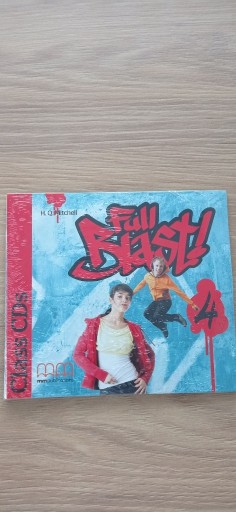 H. Q. Mitchell
Full
Blast!
4
Class CDs
mm